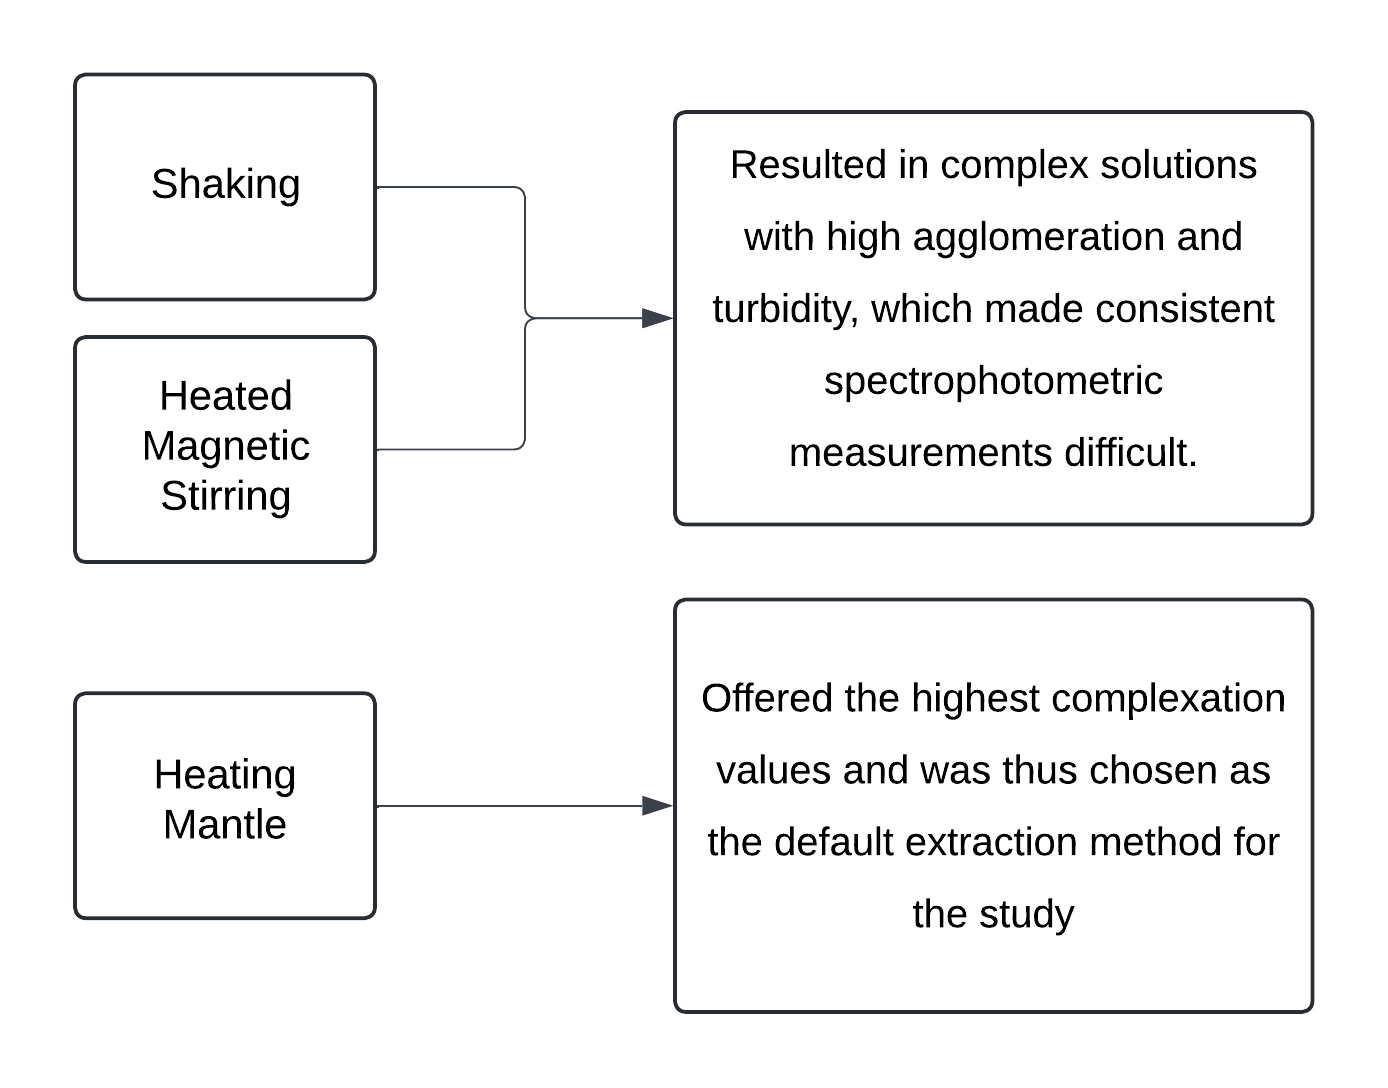 Shaking
Heated
Magnetic
Stirring
Resulted in complex solutions
with high agglomeration and
turbidity, which made consistent
spectrophotometric
measurements difficult.
Heating
Mantle
Offered the highest complexation
values and was thus chosen as
the default extraction method for
the study